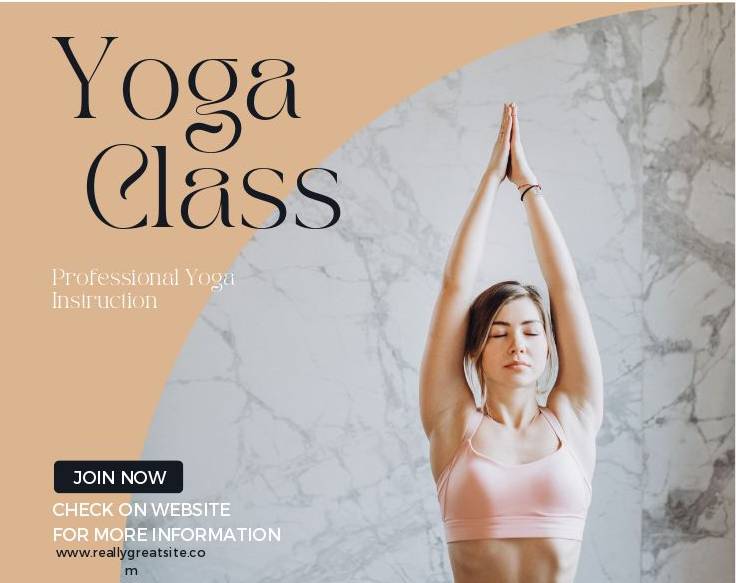 Yoga
Class
Professional Yoga
Instruction
JOIN NOW
CHECK ON WEBSITE
FOR MORE INFORMATION
www.reallygreatsite.co
m